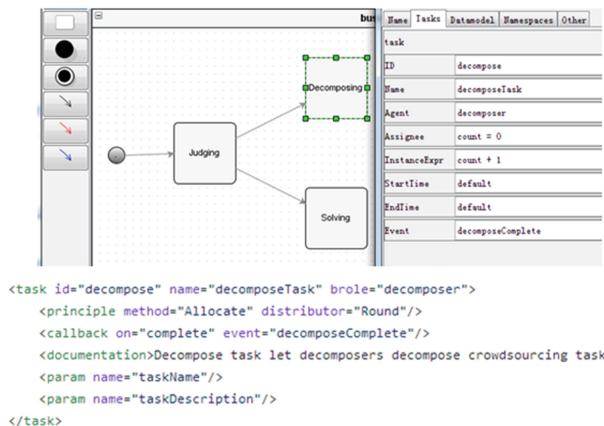 bus
Name Tasks Datamodel Namespaces Other
task
ID decompose
Name decomposeTask
Agent decomposer
Assignee count = 0
InstanceExpr count + 1
StartTime default
EndTime default
Event decomposeComplete
Decomposing
Judging
Solving
<task id="decompose" name="decomposeTask" brole="decomposer">
<principle method="Allocate" distributor="Round"/>
<callback on="complete" event="decomposeComplete"/>
<documentation>Decompose task let decomposers decompose crowdsourcing task
<param name="taskName"/>
<param name="taskDescription"/>
</task>